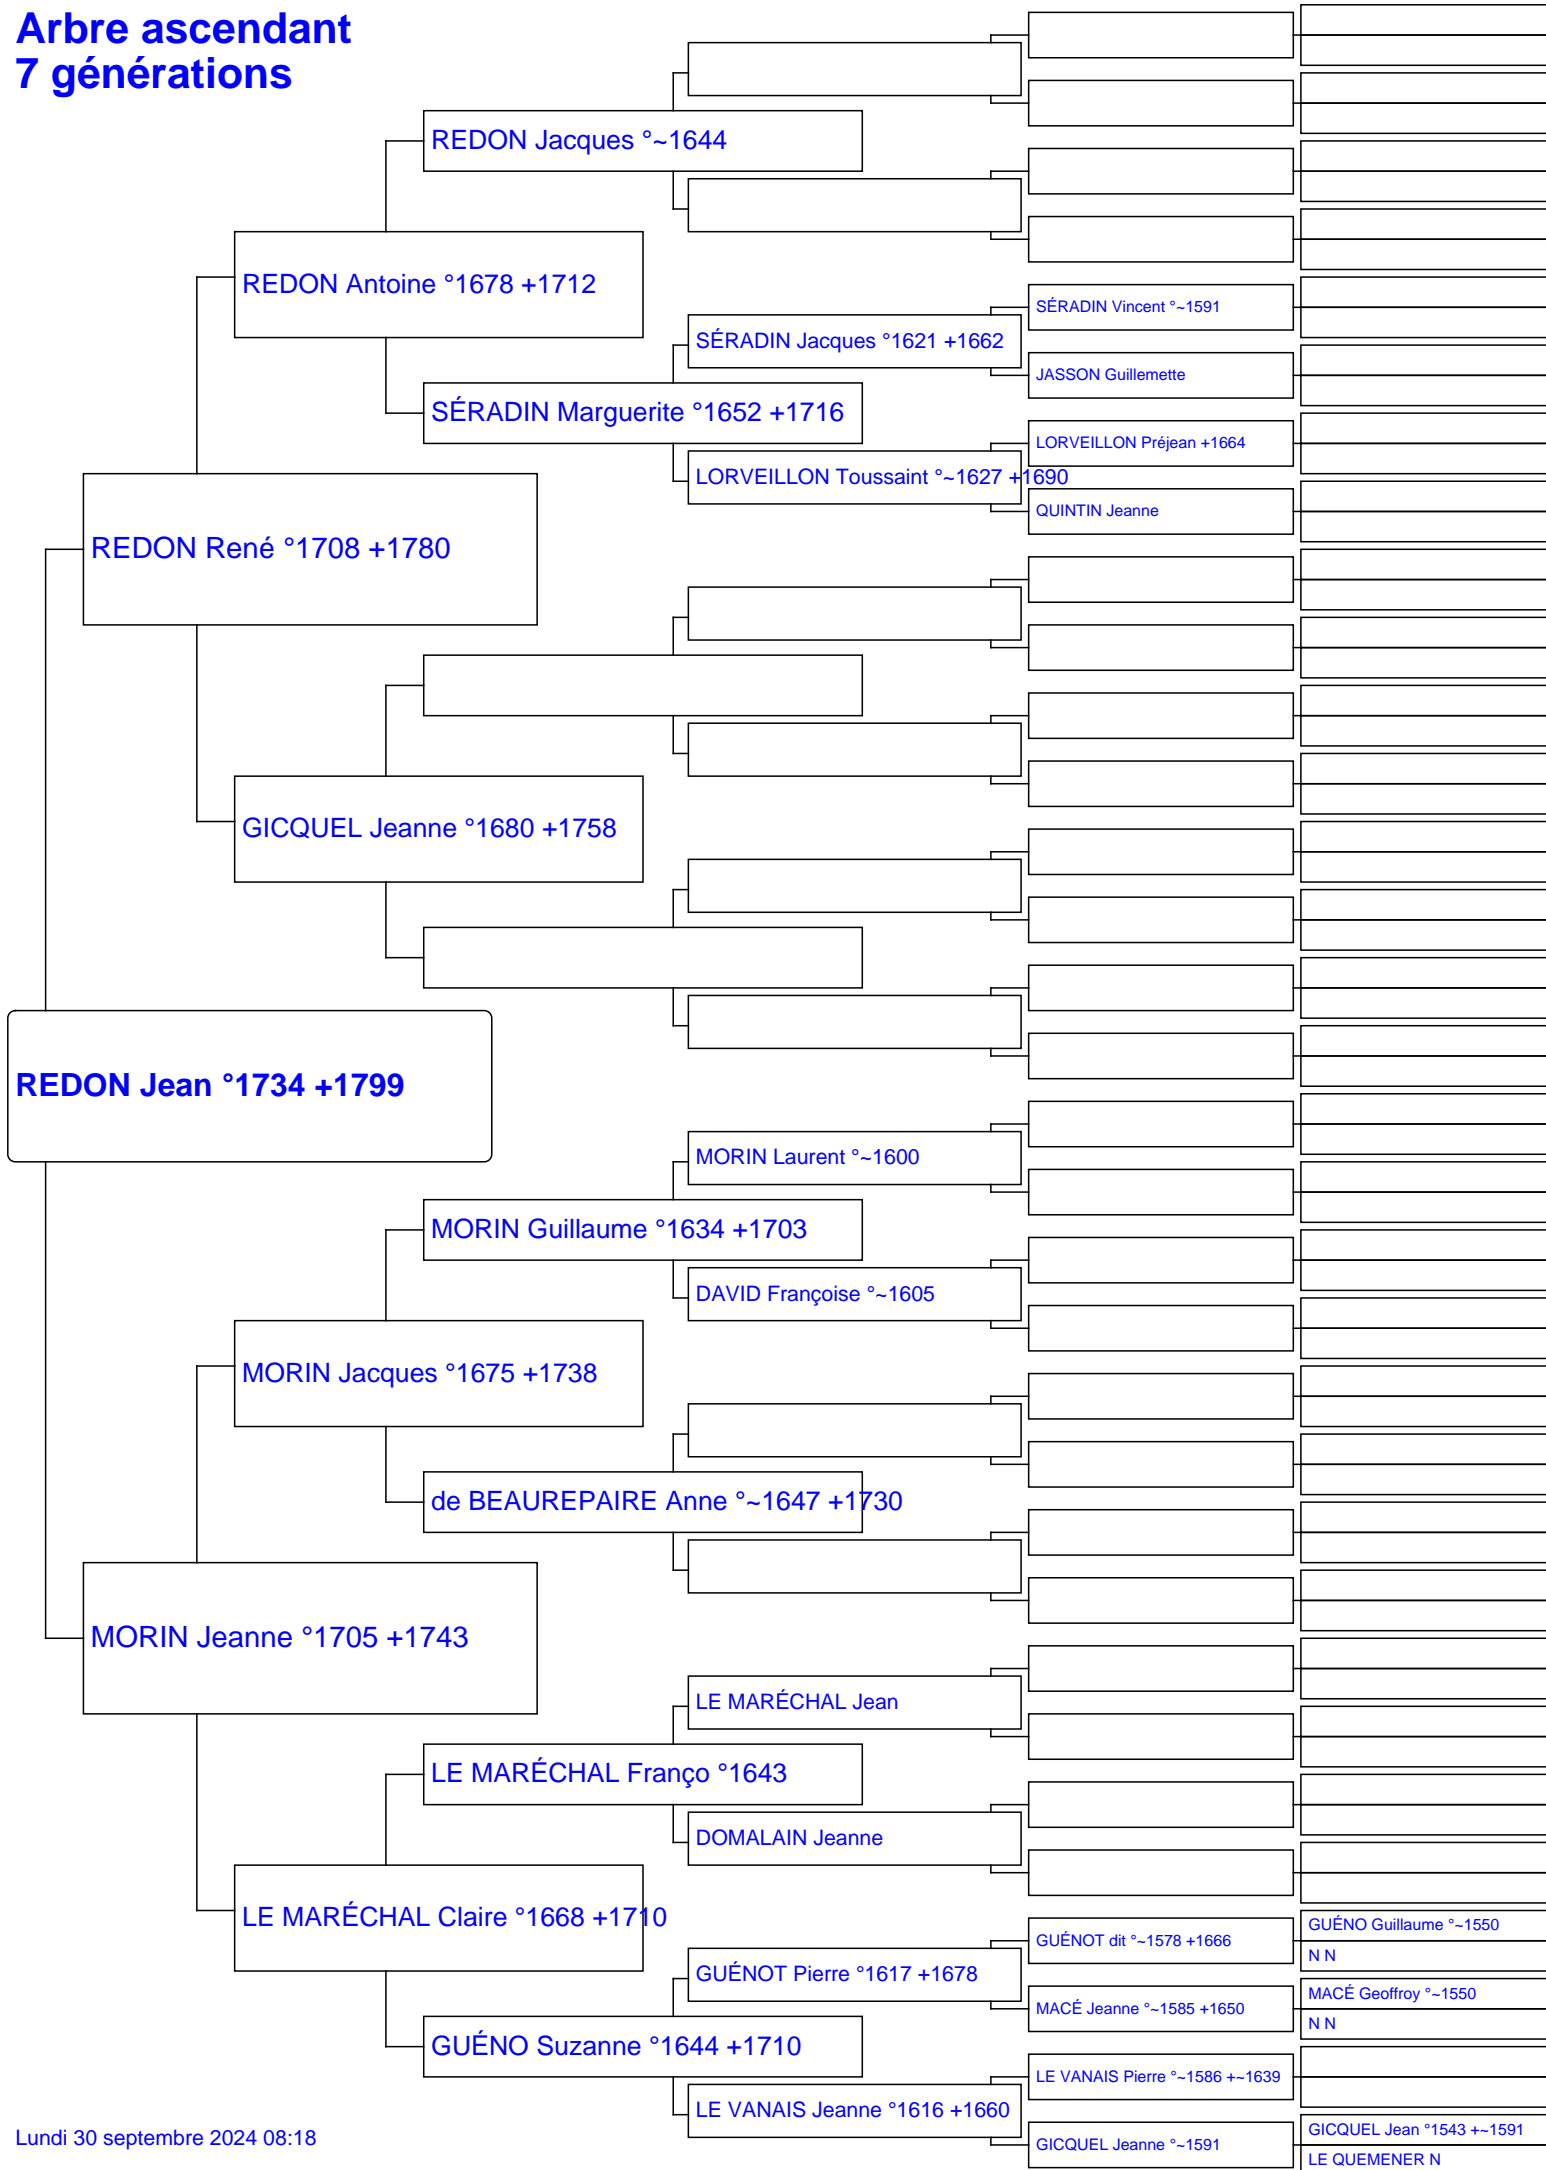 Arbre ascendant
7 générations
REDON Jacques °~1644
REDON Antoine °1678 +1712
SÉRADIN Vincent °~1591
SÉRADIN Jacques °1621 +1662
JASSON Guillemette
SÉRADIN Marguerite °1652 +1716
LORVEILLON Préjean +1664
LORVEILLON Toussaint °~1627 +1690
QUINTIN Jeanne
REDON René °1708 +1780
GICQUEL Jeanne °1680 +1758
REDON Jean °1734 +1799
MORIN Laurent °~1600
MORIN Guillaume °1634 +1703
DAVID Françoise °~1605
MORIN Jacques °1675 +1738
de BEAUREPAIRE Anne °~1647 +1730
MORIN Jeanne °1705 +1743
LE MARÉCHAL Jean
LE MARÉCHAL Franço °1643
DOMALAIN Jeanne
LE MARÉCHAL Claire °1668 +1710
GUÉNO Guillaume °~1550
GUÉNOT dit °~1578 +1666
N N
GUÉNOT Pierre °1617 +1678
MACÉ Geoffroy °~1550
MACÉ Jeanne °~1585 +1650
N N
GUÉNO Suzanne °1644 +1710
LE VANAIS Pierre °~1586 +~1639
LE VANAIS Jeanne °1616 +1660
GICQUEL Jean °1543 +~1591
GICQUEL Jeanne °~1591
LE QUEMENER N
Lundi 30 septembre 2024 08:18